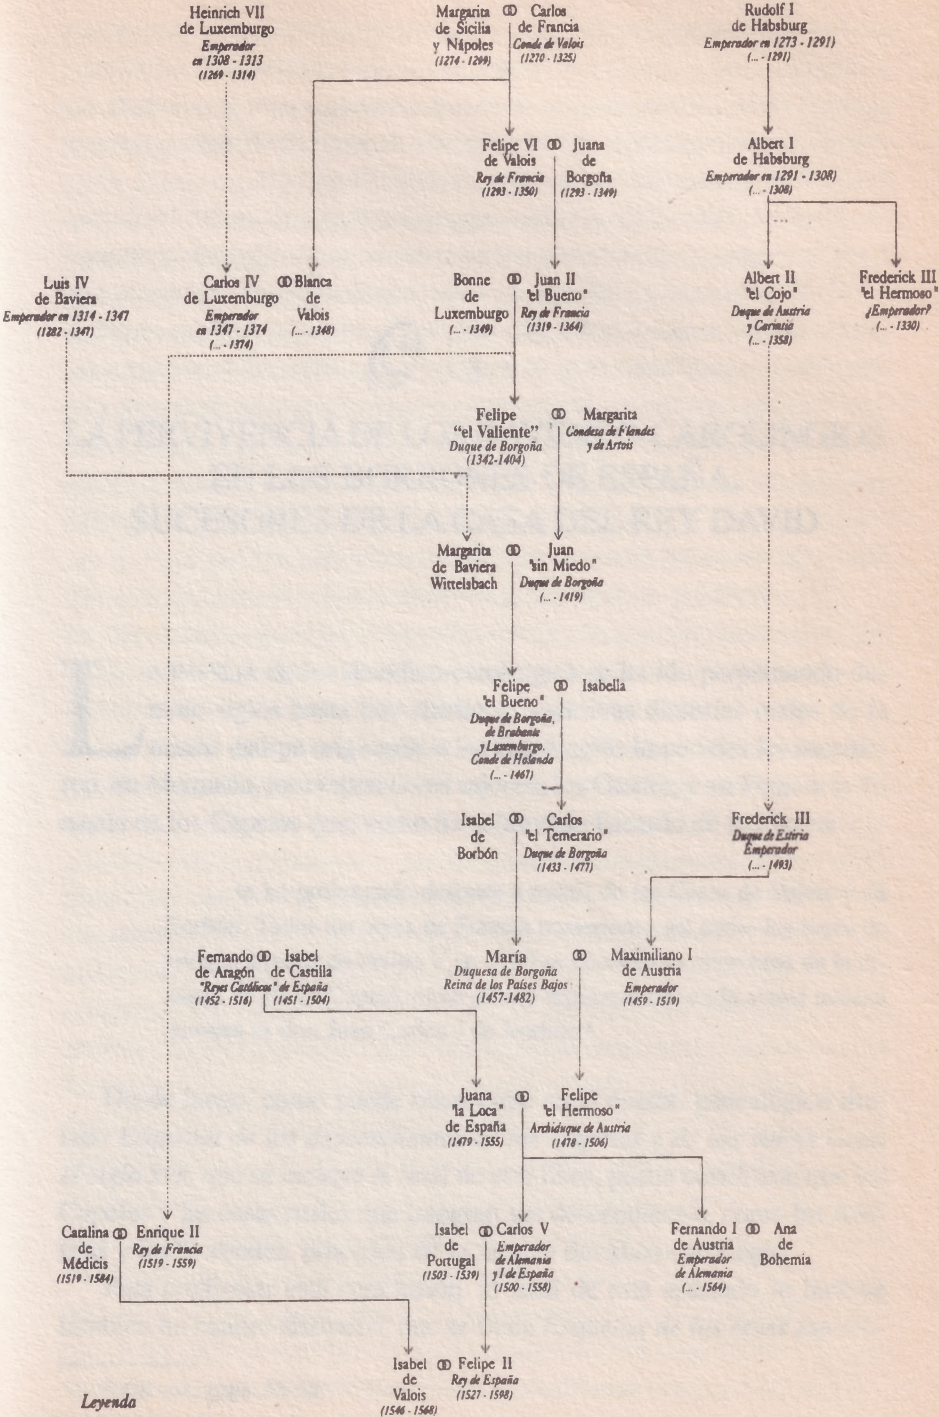 Heinrich VII
de Luxemburgo
Emperador
en 1308 - 1313
(1269 - 1314)
Margarita
de Sicilia
y Nápoles
(1274 - 1299)
Carlos
de Francia
Conde de Valois
(1270 - 1325)
Rudolf I
de Habsburg
Emperador en 1273 - 1291)
(... - 1291)
Felipe VI
de Valois
Rey de Francia
(1293 - 1350)
Juana
de
Borgoña
(1293 - 1349)
Albert I
de Habsburg
Emperador en 1291 - 1308)
(... - 1308)
Luis IV
de Baviera
Emperador en 1314 - 1347
(1282 - 1347)
Carlos IV
de Luxemburgo
Emperador
en 1347 - 1374
(... - 1374)
Blanca
de
Valois
(... - 1348)
Bonne
de
Luxemburgo
(... - 1349)
Juan II
"el Bueno"
Rey de Francia
(1319 - 1364)
Albert II
"el Cojo"
Duque de Austria
y Carintia
(... - 1358)
Frederick III
"el Hermoso"
¿Emperador?
(... - 1330)
Felipe
"el Valiente"
Duque de Borgoña
(1342-1404)
Margarita
Condesa de Flandes
y de Artois
Margarita
de Baviera
Wittelsbach
Juan
"sin Miedo"
Duque de Borgoña
(... - 1419)
Felipe
"el Bueno"
Duque de Borgoña,
de Brabante
y Luxemburgo.
Conde de Holanda
(... - 1467)
Isabella
Isabel
de
Borbón
Carlos
"el Temerario"
Duque de Borgoña
(1433 - 1477)
Frederick III
Duque de Estiria
Emperador
(... - 1493)
Fernando
de Aragón
Isabel
de Castilla
"Reyes Católicos" de España
(1452 - 1516)
(1451 - 1504)
María
Duquesa de Borgoña
Reina de los Países Bajos
(1457-1482)
Maximiliano I
de Austria
Emperador
(1459 - 1519)
Juana
"la Loca"
de España
(1479 - 1555)
Felipe
"el Hermoso"
Archiduque de Austria
(1478 - 1506)
Catalina
de
Médicis
(1519 - 1584)
Enrique II
Rey de Francia
(1519 - 1559)
Isabel
de
Portugal
(1503 - 1539)
Carlos V
Emperador
de Alemania
y I de España
(1500 - 1558)
Fernando I
de Austria
Emperador
de Alemania
(... - 1564)
Ana
de
Bohemia
Isabel
de
Valois
(1546 - 1568)
Felipe II
Rey de España
(1527 - 1598)
Leyenda